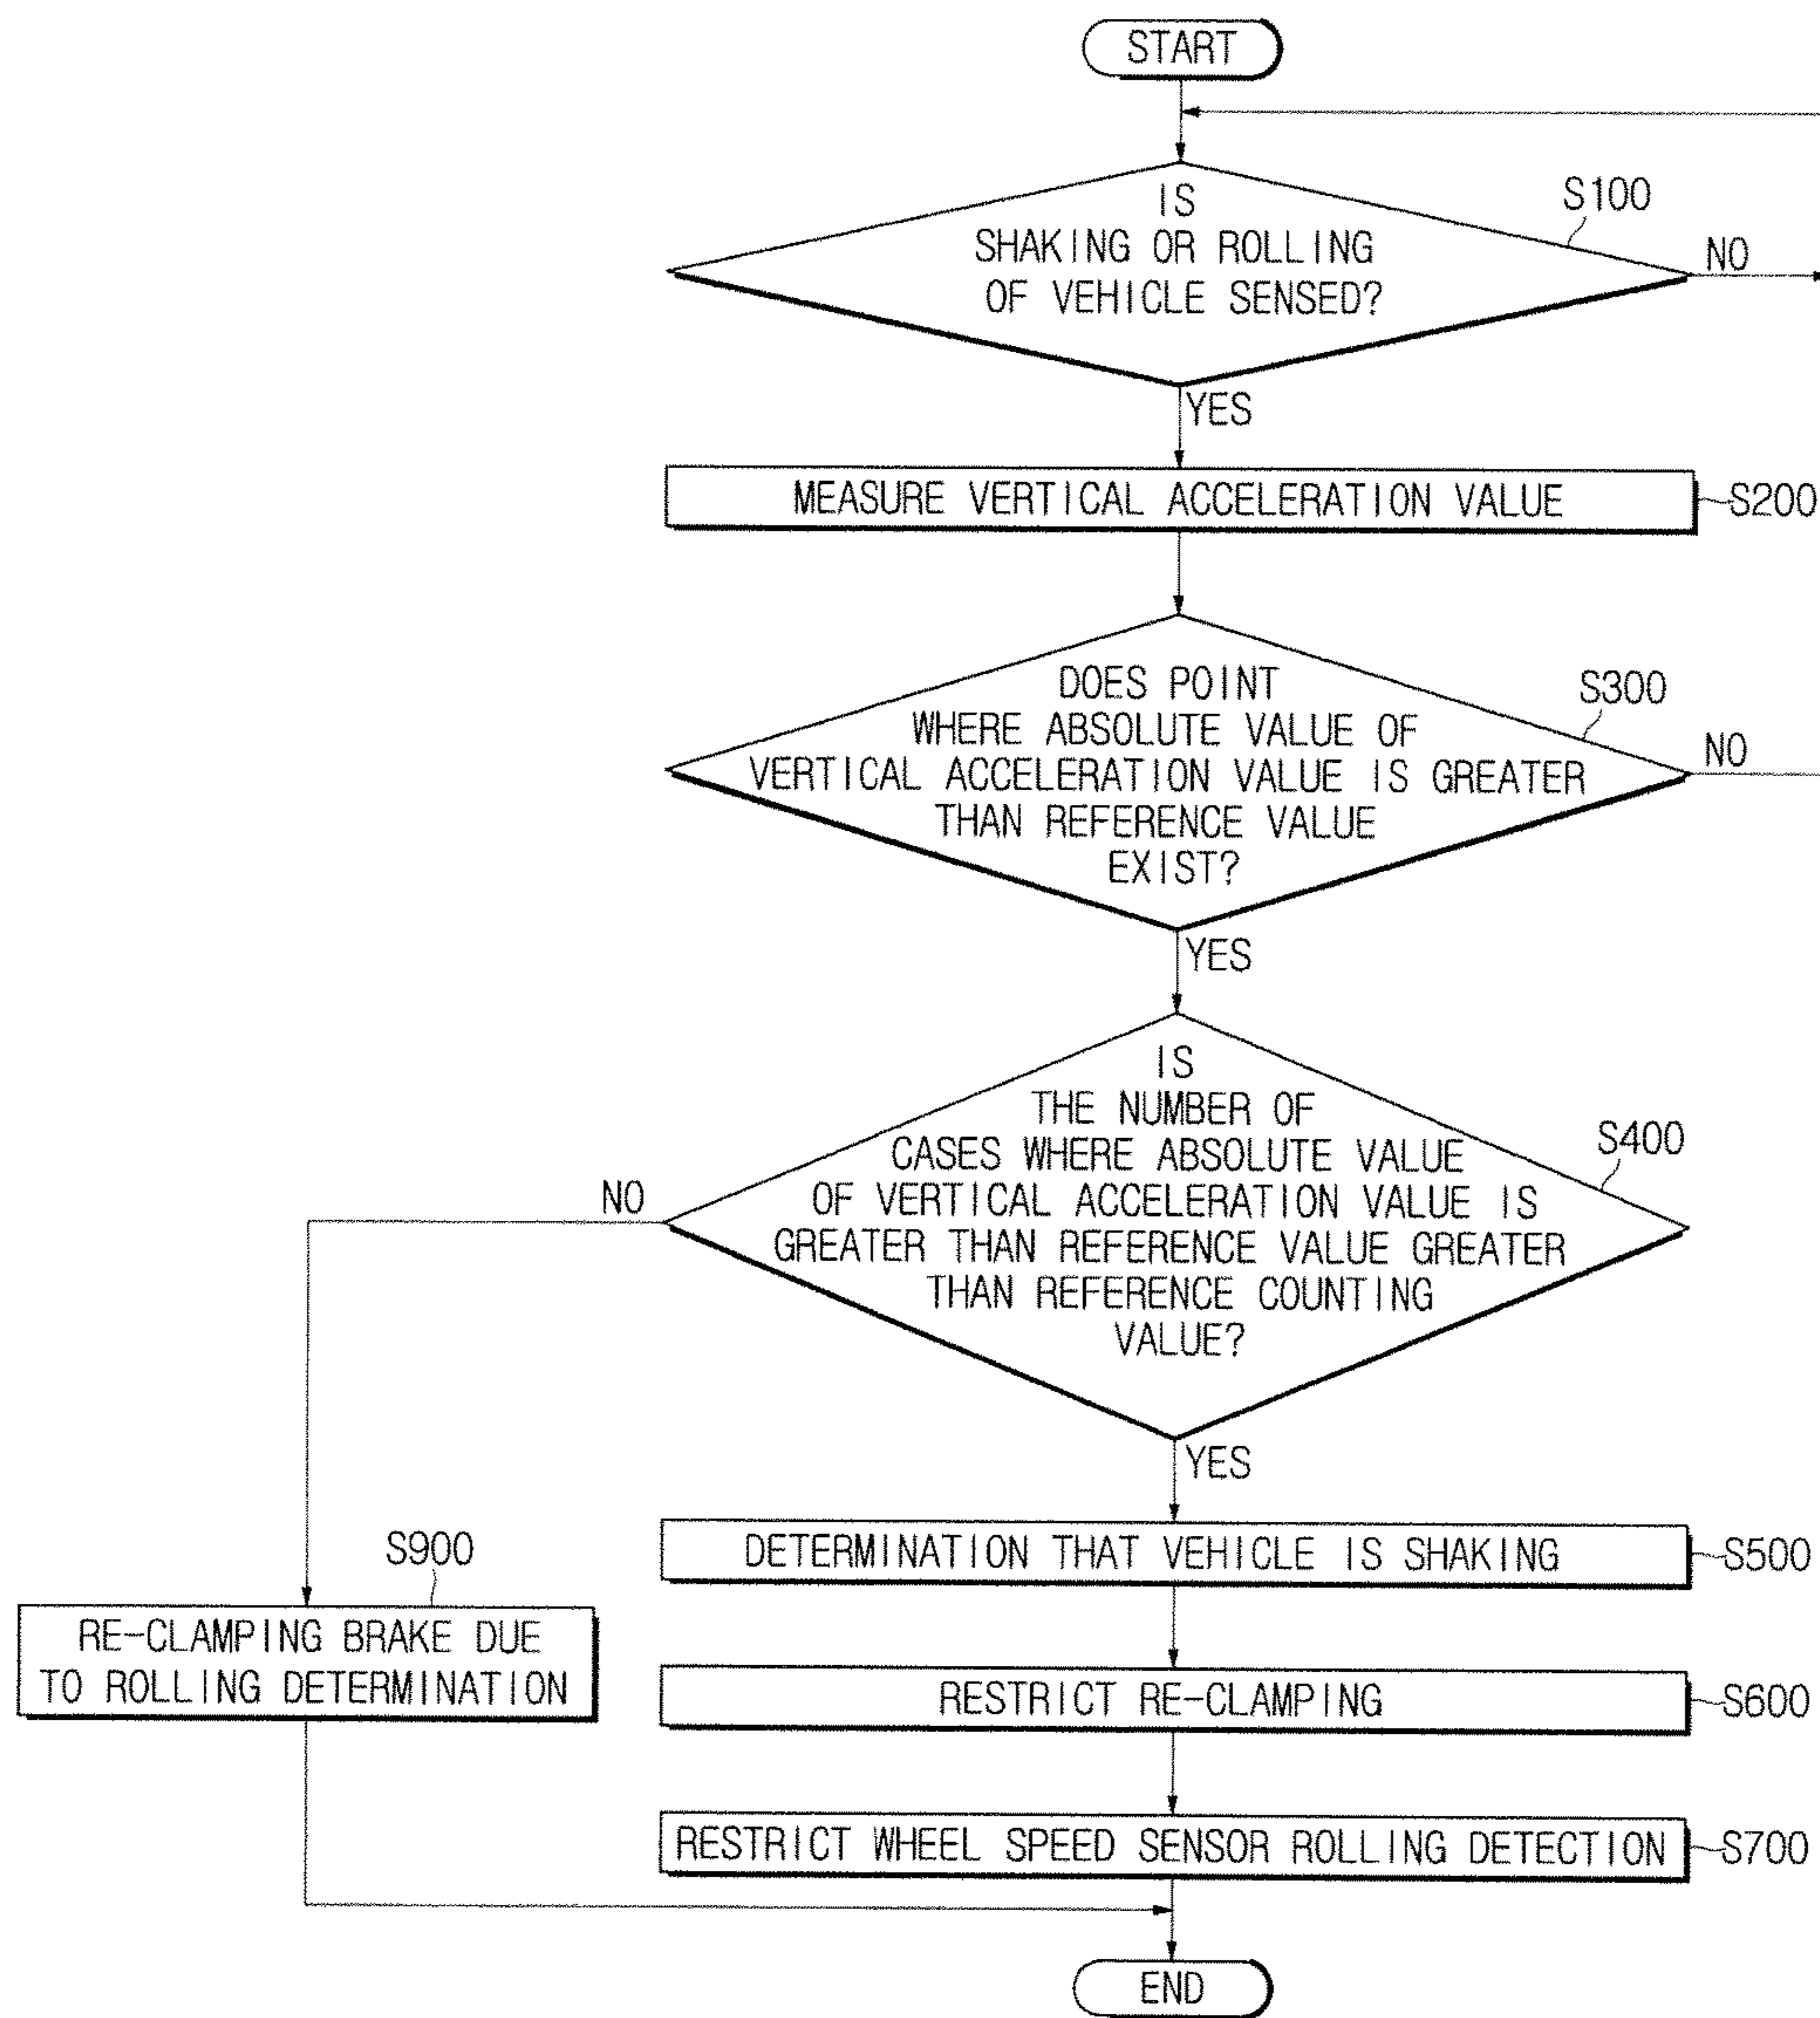 START
IS
SHAKING OR ROLLING
OF VEHICLE SENSED?
S100
NO
YES
MEASURE VERTICAL ACCELERATION VALUE
S200
DOES POINT
WHERE ABSOLUTE VALUE OF
VERTICAL ACCELERATION VALUE IS GREATER
THAN REFERENCE VALUE
EXIST?
S300
NO
YES
IS
THE NUMBER OF
CASES WHERE ABSOLUTE VALUE
OF VERTICAL ACCELERATION VALUE IS
GREATER THAN REFERENCE VALUE GREATER
THAN REFERENCE COUNTING
VALUE?
S400
NO
YES
DETERMINATION THAT VEHICLE IS SHAKING
S500
S900
RE-CLAMPING BRAKE DUE
TO ROLLING DETERMINATION
RESTRICT RE-CLAMPING
S600
RESTRICT WHEEL SPEED SENSOR ROLLING DETECTION
S700
END